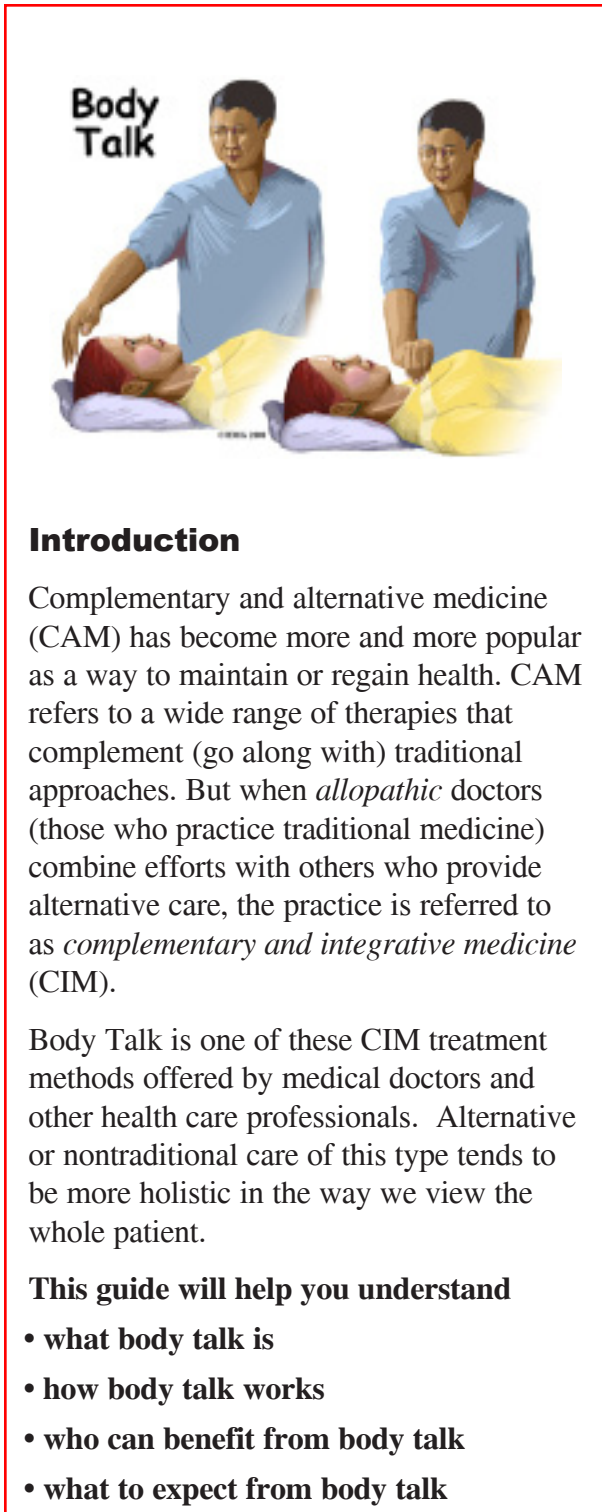 Body
Talk
Introduction
Complementary and alternative medicine
(CAM) has become more and more popular
as a way to maintain or regain health. CAM
refers to a wide range of therapies that
complement (go along with) traditional
approaches. But when allopathic doctors
(those who practice traditional medicine)
combine efforts with others who provide
alternative care, the practice is referred to
as complementary and integrative medicine
(CIM).
Body Talk is one of these CIM treatment
methods offered by medical doctors and
other health care professionals.  Alternative
or nontraditional care of this type tends to
be more holistic in the way we view the
whole patient.
This guide will help you understand
• what body talk is
• how body talk works
• who can benefit from body talk
• what to expect from body talk